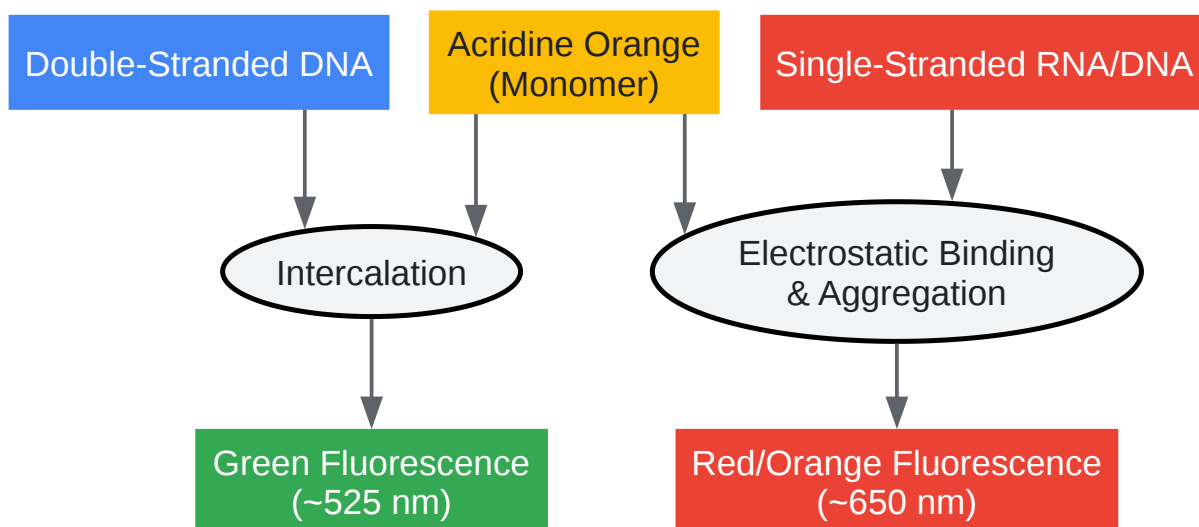 Double-Stranded DNA
Acridine Orange
(Monomer)
Single-Stranded RNA/DNA
Intercalation
Electrostatic Binding
& Aggregation
Green Fluorescence
(~525 nm)
Red/Orange Fluorescence
(~650 nm)